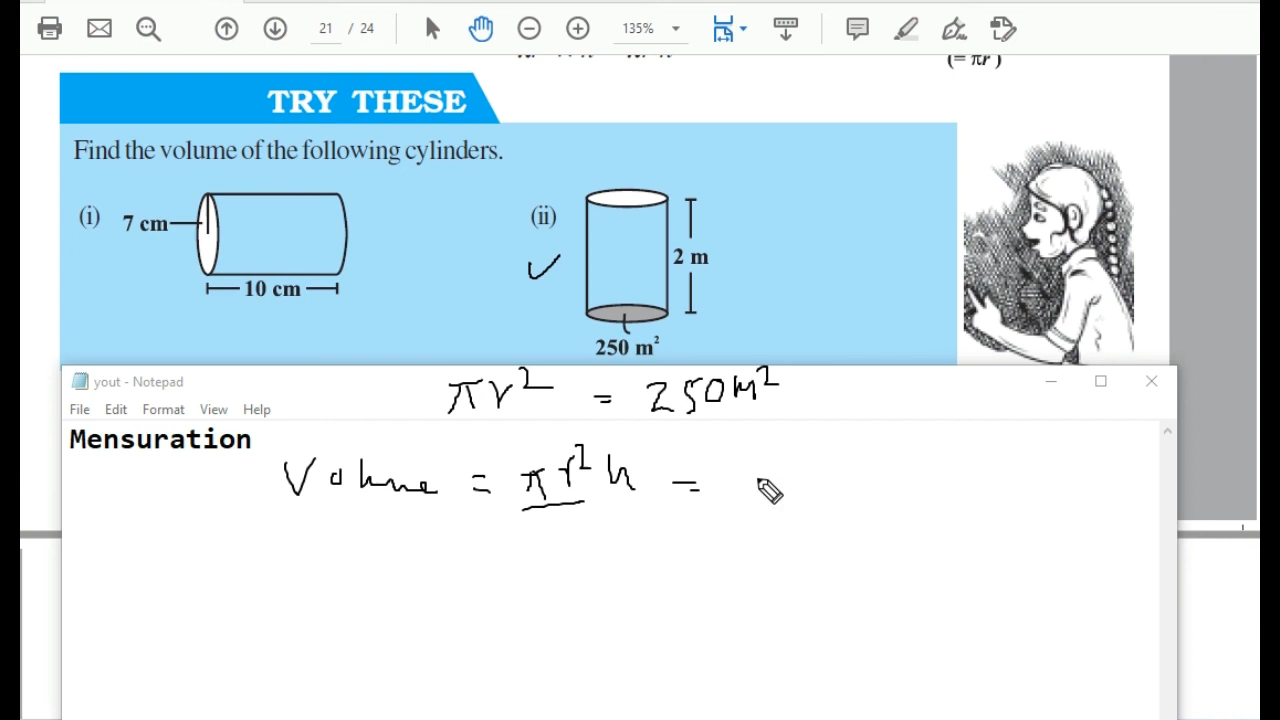 21 / 24
135%
(= πr )
TRY THESE
Find the volume of the following cylinders.
(i)
7 cm
10 cm
(ii)
2 m
250 m²
yout - Notepad
πr² = 250m²
File Edit Format View Help
Mensuration
Volume = πr²h =